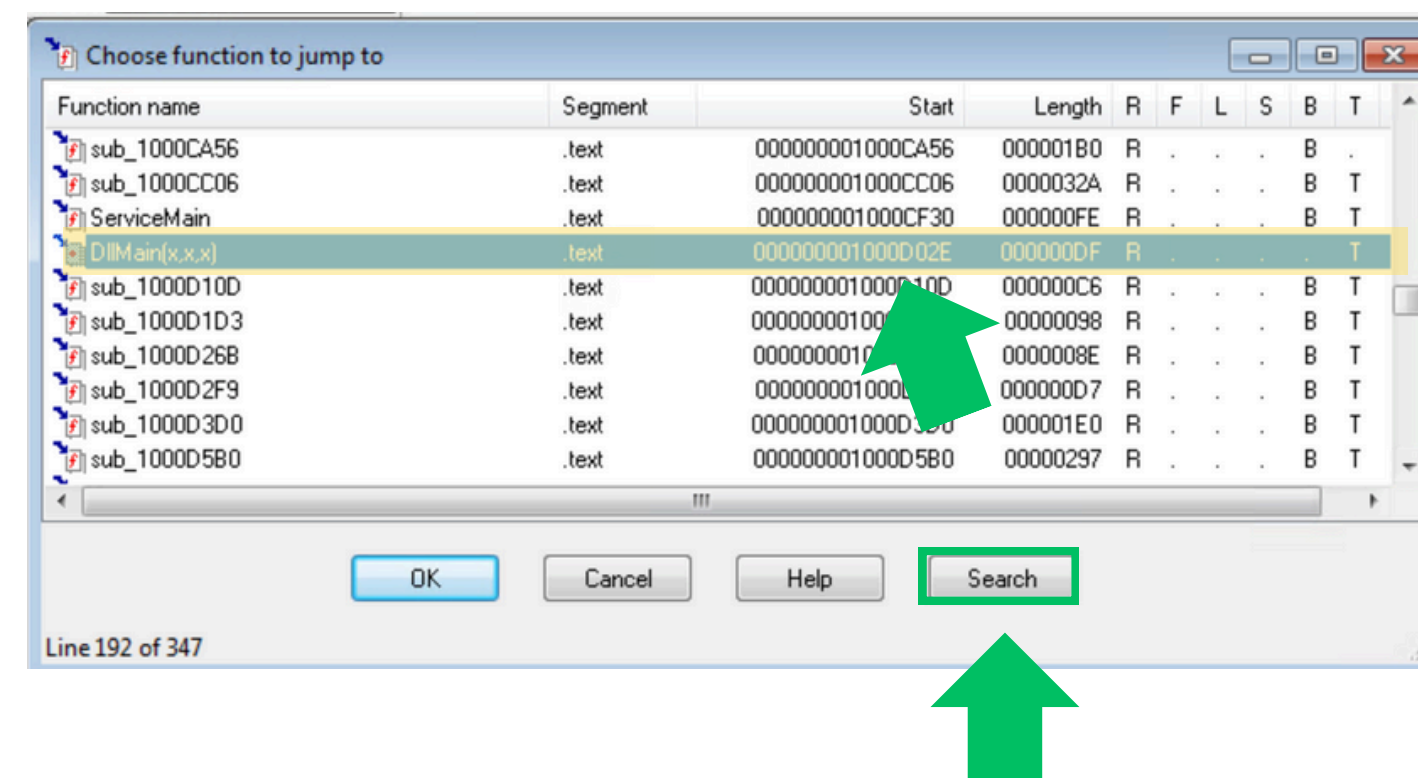 Choose function to jump to
Function name Segment Start Length R F L S B T
sub_1000CA56 .text 000000001000CA56 000001B0 R . . . B .
sub_1000CC06 .text 000000001000CC06 0000032A R . . . B T
ServiceMain .text 000000001000CF30 000000FE R . . . B T
DllMain(x,x,x) .text 000000001000D02E 000000DF R . . . . T
sub_1000D10D .text 000000001000D10D 000000C6 R . . . B T
sub_1000D1D3 .text 00000098 R . . . B T
sub_1000D26B .text 0000008E R . . . B T
sub_1000D2F9 .text 000000D7 R . . . B T
sub_1000D3D0 .text 000000001000D3D0 000001E0 R . . . B T
sub_1000D5B0 .text 000000001000D5B0 00000297 R . . . B T
OK Cancel Help Search
Line 192 of 347